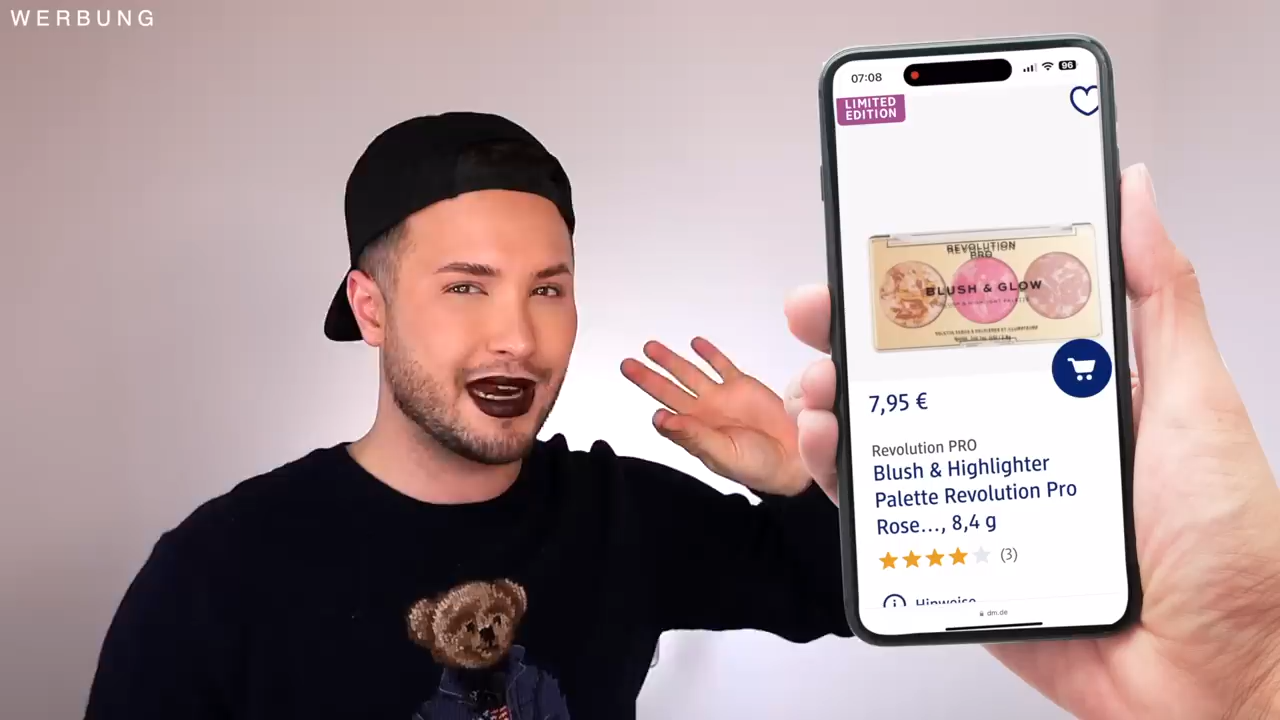 WERBUNG
07:08
96
LIMITED
EDITION
REVOLUTION
PRO
BLUSH & GLOW
7,95 €
Revolution PRO
Blush & Highlighter
Palette Revolution Pro
Rose..., 8,4 g
(3)
Hinweise
dm.de